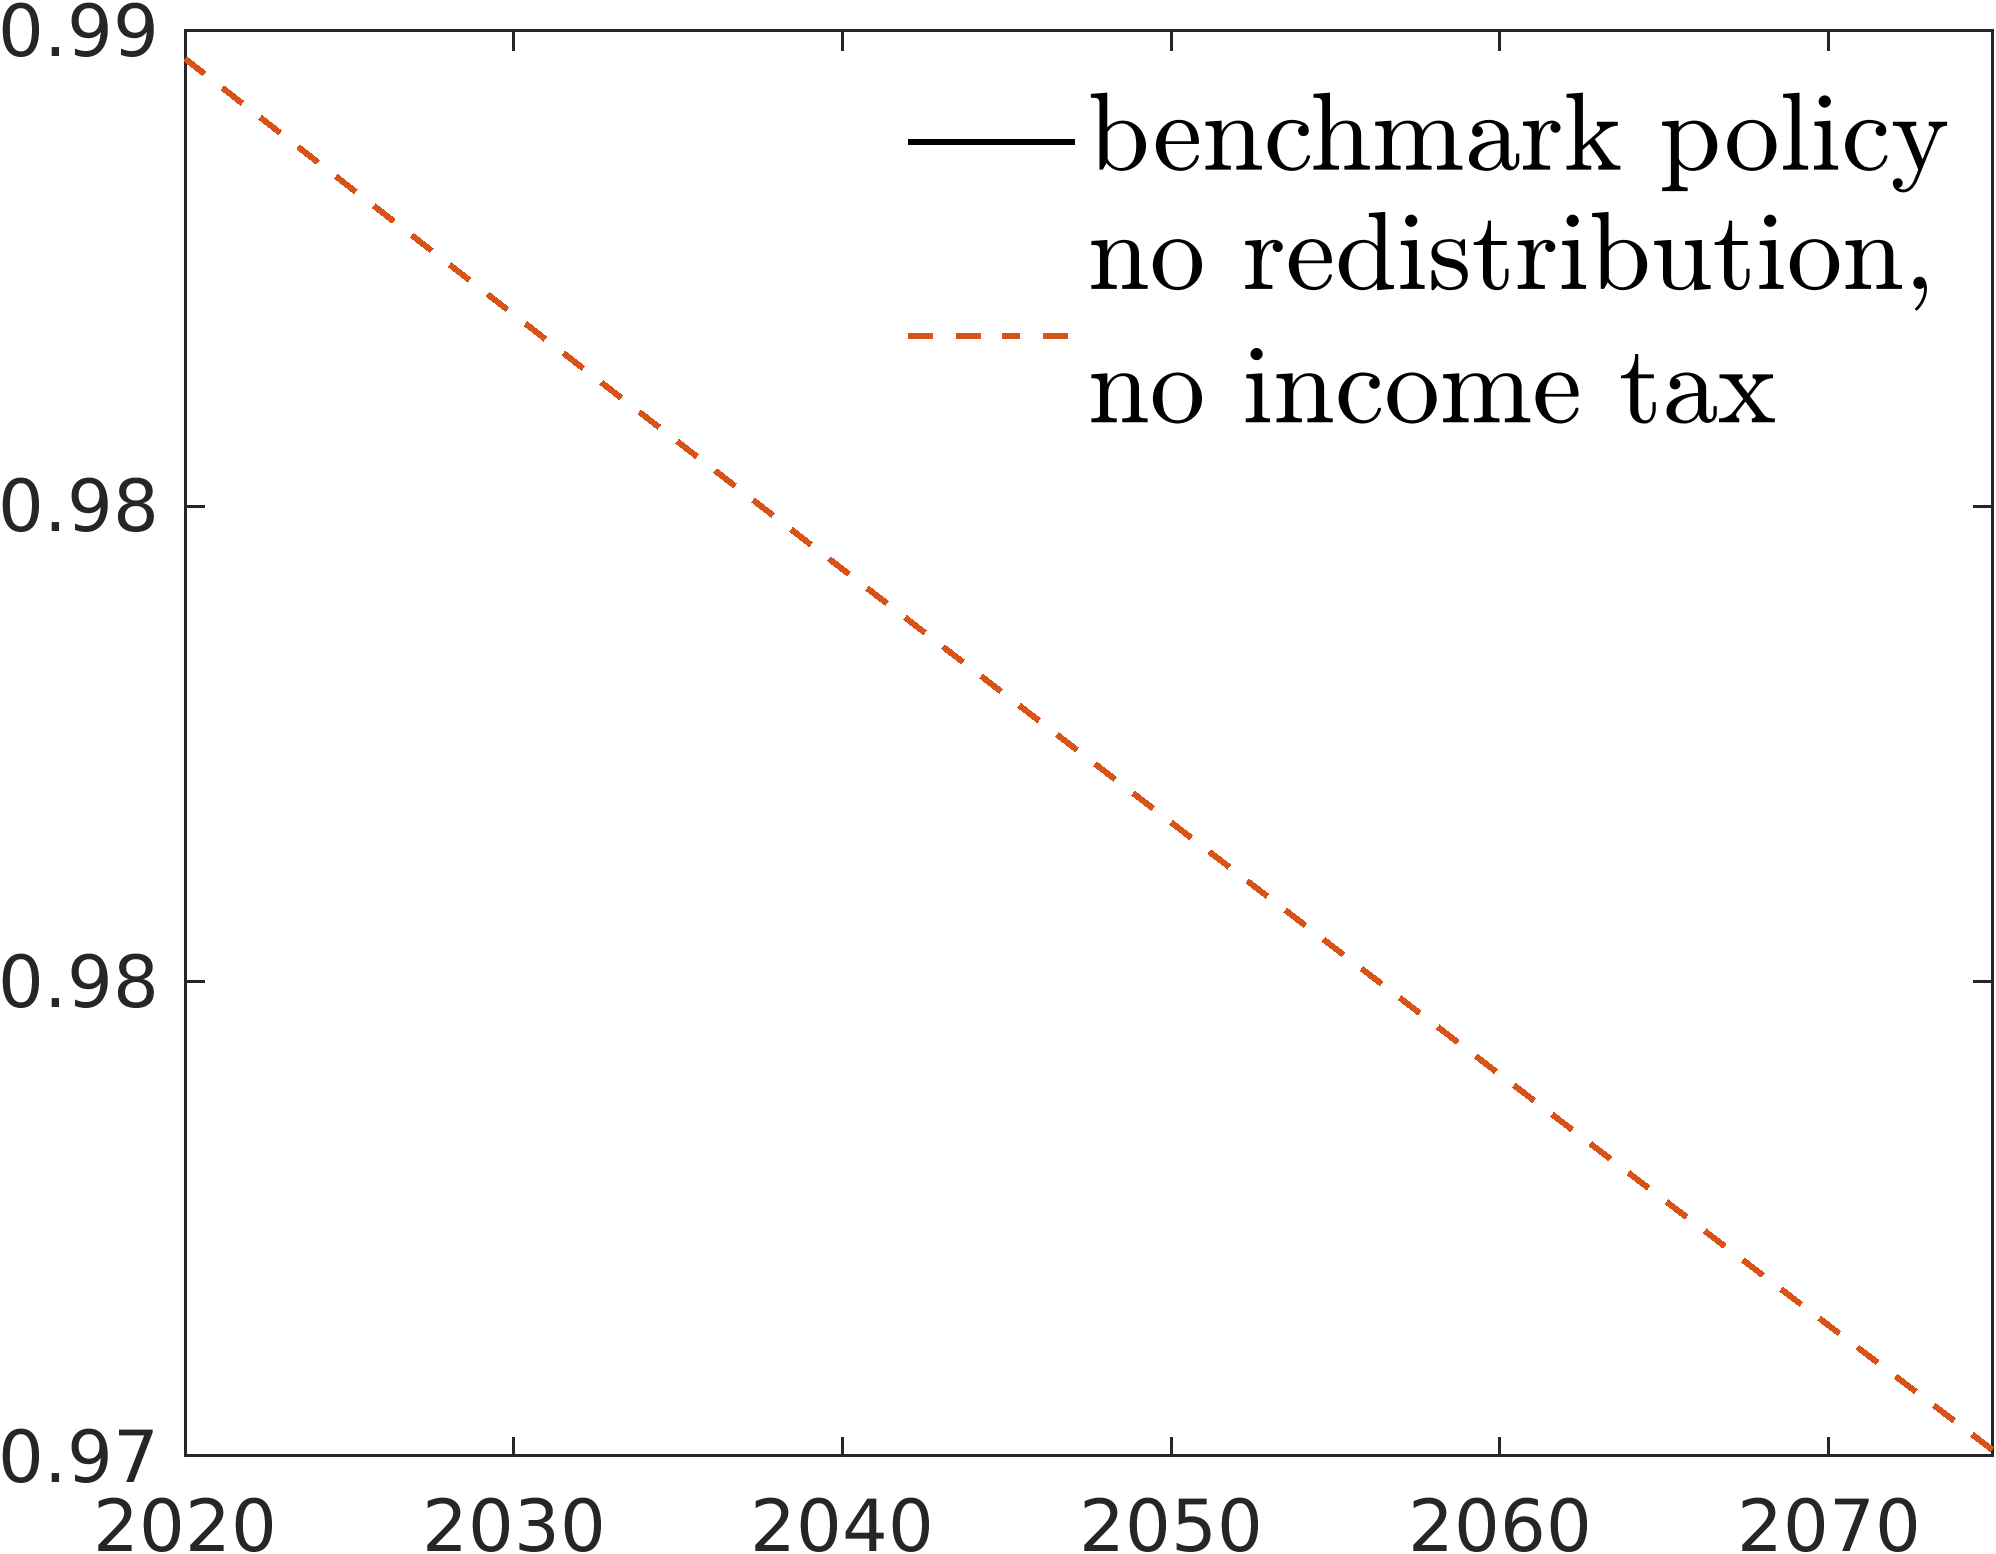 0.99
benchmark policy
no redistribution,
no income tax
0.98
0.98
0.97
2020 2030 2040 2050 2060 2070